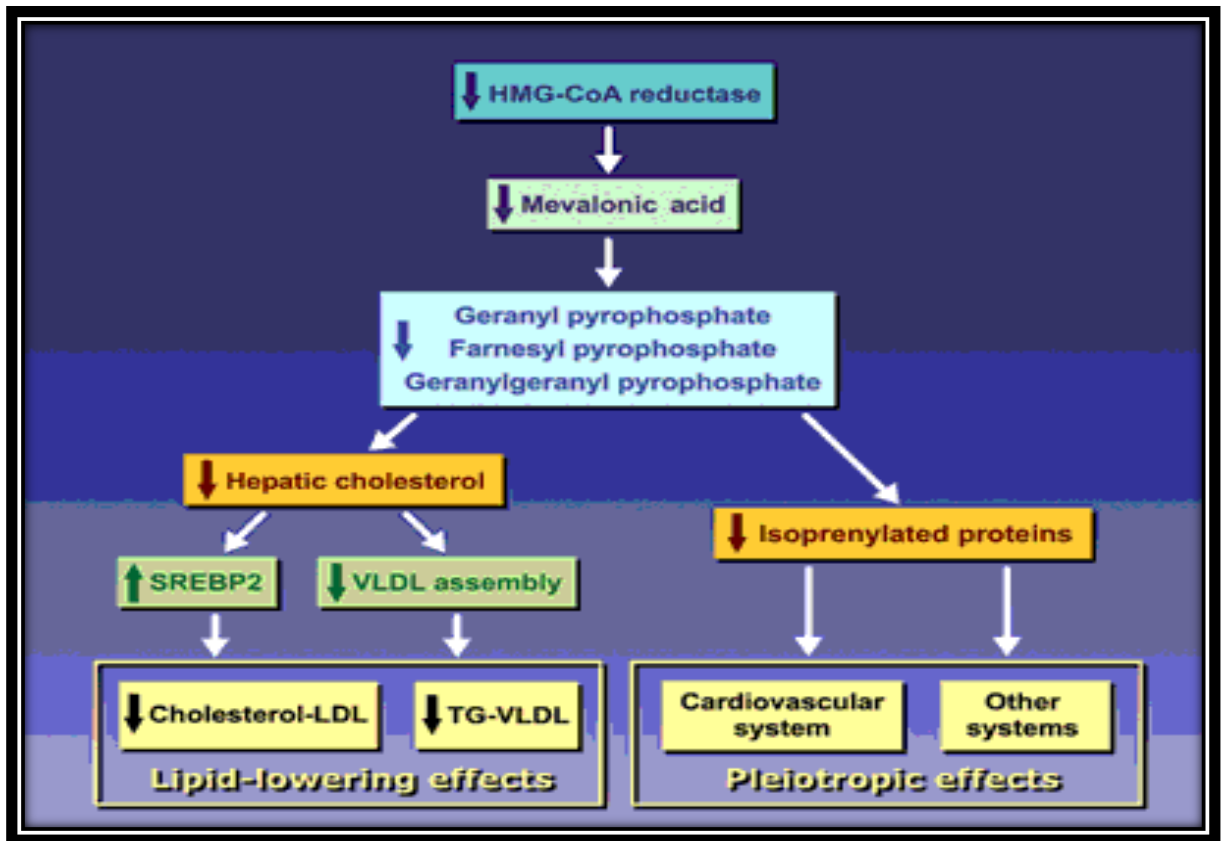 HMG-CoA reductase
Mevalonic acid
Geranyl pyrophosphate
Farnesyl pyrophosphate
Geranylgeranyl pyrophosphate
Hepatic cholesterol
Isoprenylated proteins
SREBP2
VLDL assembly
Cholesterol-LDL
TG-VLDL
Cardiovascular
system
Other
systems
Lipid-lowering effects
Pleiotropic effects